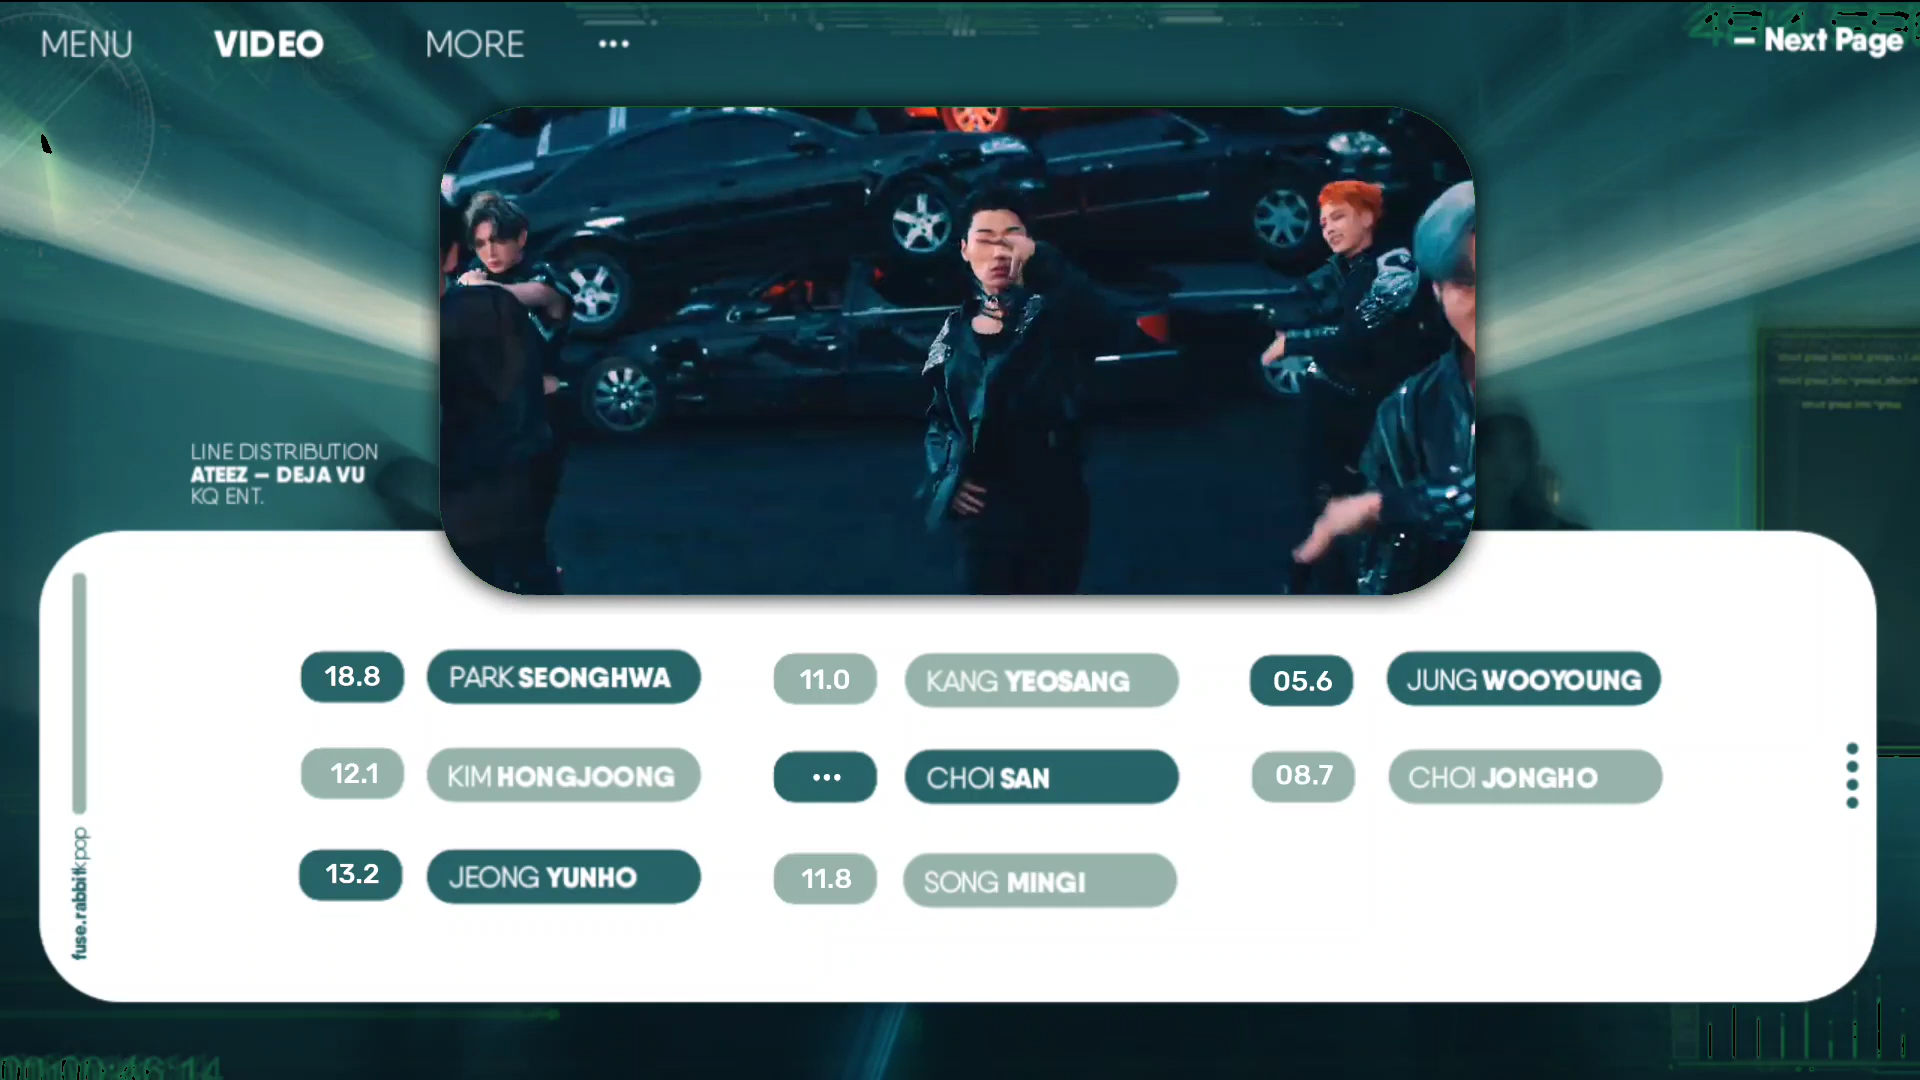 MENU VIDEO MORE •••
– Next Page
LINE DISTRIBUTION
ATEEZ – DEJA VU
KQ ENT.
18.8 PARK SEONGHWA
12.1 KIM HONGJOONG
13.2 JEONG YUNHO
11.0 KANG YEOSANG
••• CHOI SAN
11.8 SONG MINGI
05.6 JUNG WOOYOUNG
08.7 CHOI JONGHO
fuse.rabbitkpop